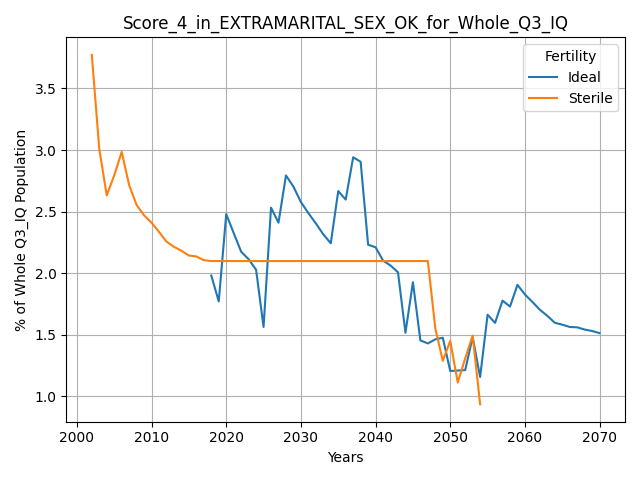 Score_4_in_EXTRAMARITAL_SEX_OK_for_Whole_Q3_IQ
Fertility
Ideal
Sterile
% of Whole Q3_IQ Population
3.5
3.0
2.5
2.0
1.5
1.0
2000 2010 2020 2030 2040 2050 2060 2070
Years